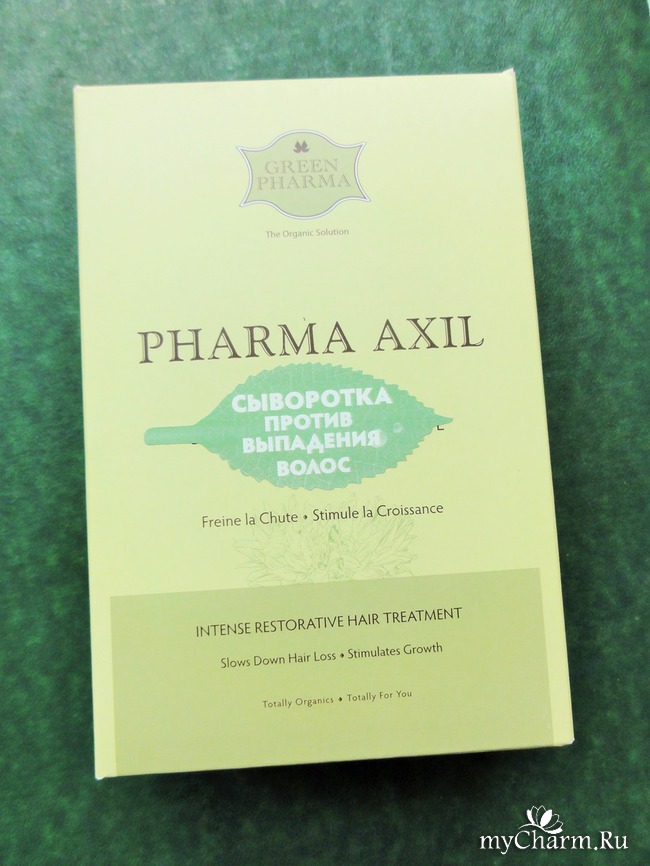 GREEN
PHARMA
The Organic Solution
PHARMA AXIL
СЫВОРОТКА
ПРОТИВ
ВЫПАДЕНИЯ
ВОЛОС
Freine la Chute ♦ Stimule la Croissance
INTENSE RESTORATIVE HAIR TREATMENT
Slows Down Hair Loss ♦ Stimulates Growth
Totally Organics ♦ Totally For You
myCharm.Ru